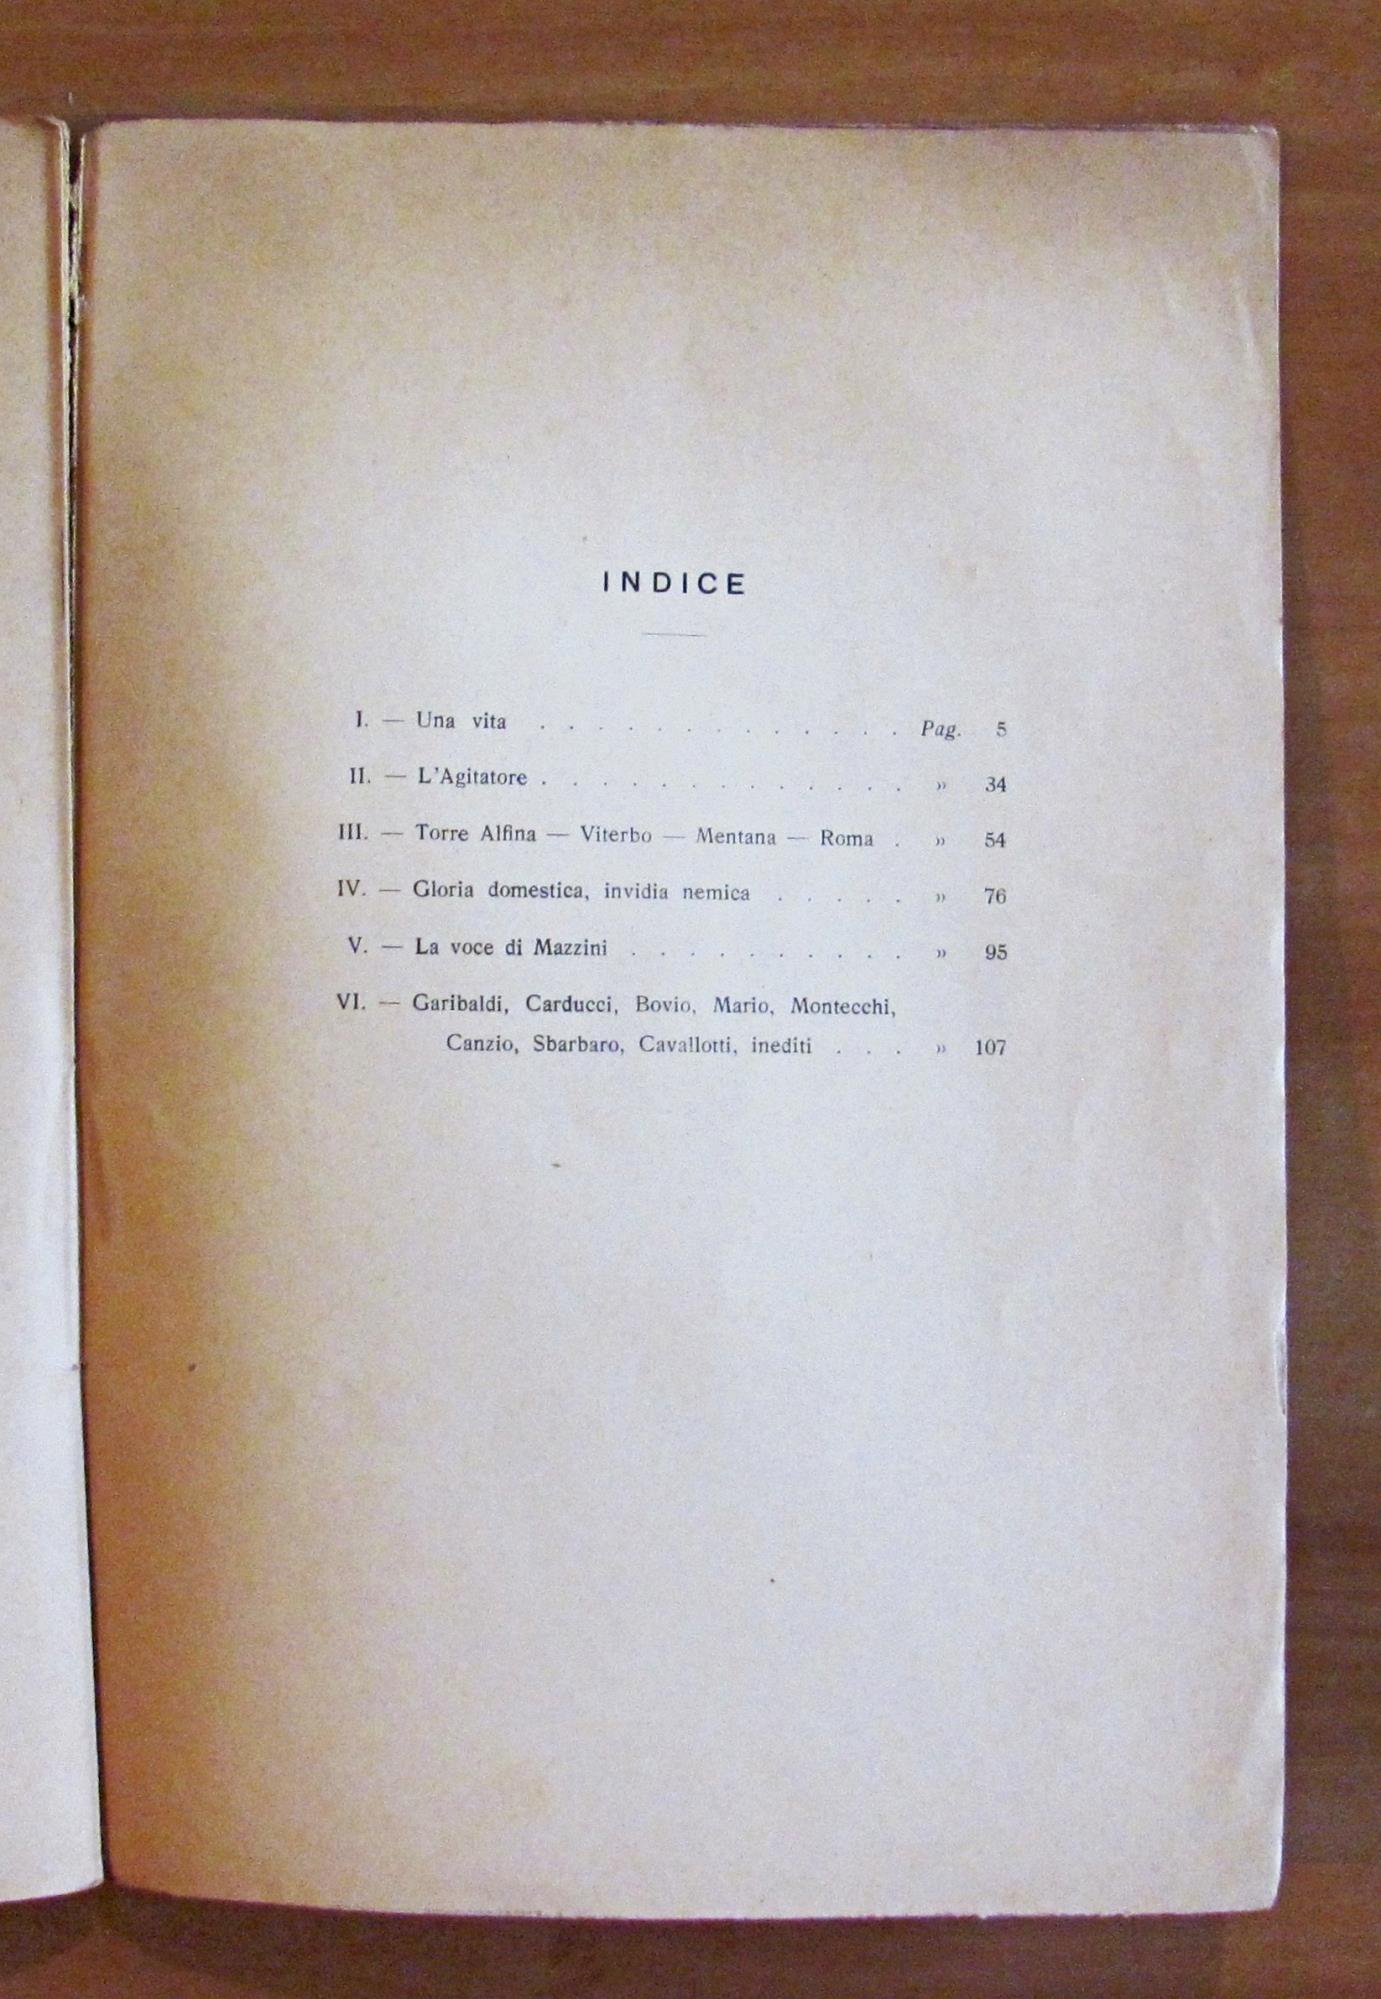 INDICE
I. — Una vita . . . . . . . . . . . . . Pag. 5
II. — L'Agitatore . . . . . . . . . . . . . » 34
III. — Torre Alfina — Viterbo — Mentana — Roma . » 54
IV. — Gloria domestica, invidia nemica . . . . . » 76
V. — La voce di Mazzini . . . . . . . . . . » 95
VI. — Garibaldi, Carducci, Bovio, Mario, Montecchi,
Canzio, Sbarbaro, Cavallotti, inediti . . . » 107